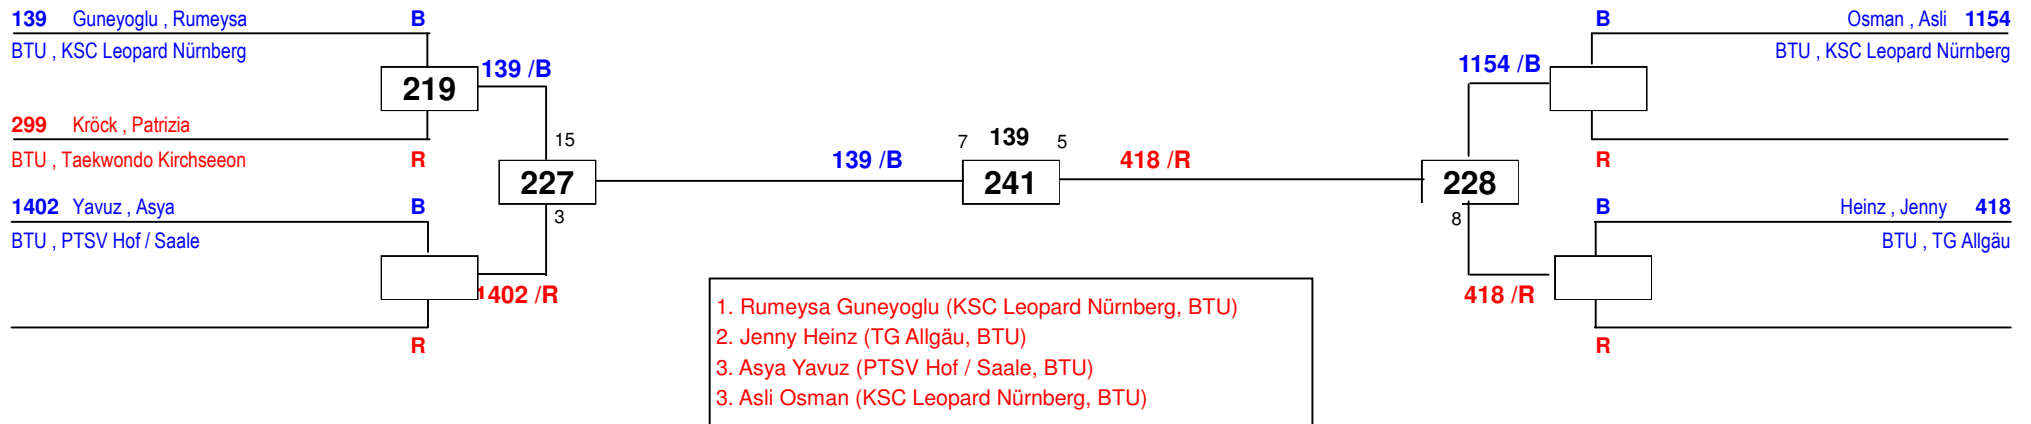 139 Guneyoglu , Rumeysa B
BTU , KSC Leopard Nürnberg
219
139 /B
299 Kröck , Patrizia
BTU , Taekwondo Kirchseeon R
15
227
3
1402 Yavuz , Asya B
BTU , PTSV Hof / Saale
1402 /R
R
139 /B
7 139 5
241
418 /R
B Osman , Asli 1154
BTU , KSC Leopard Nürnberg
1154 /B
R
228
8
B Heinz , Jenny 418
BTU , TG Allgäu
418 /R
R
1. Rumeysa Guneyoglu (KSC Leopard Nürnberg, BTU)
2. Jenny Heinz (TG Allgäu, BTU)
3. Asya Yavuz (PTSV Hof / Saale, BTU)
3. Asli Osman (KSC Leopard Nürnberg, BTU)